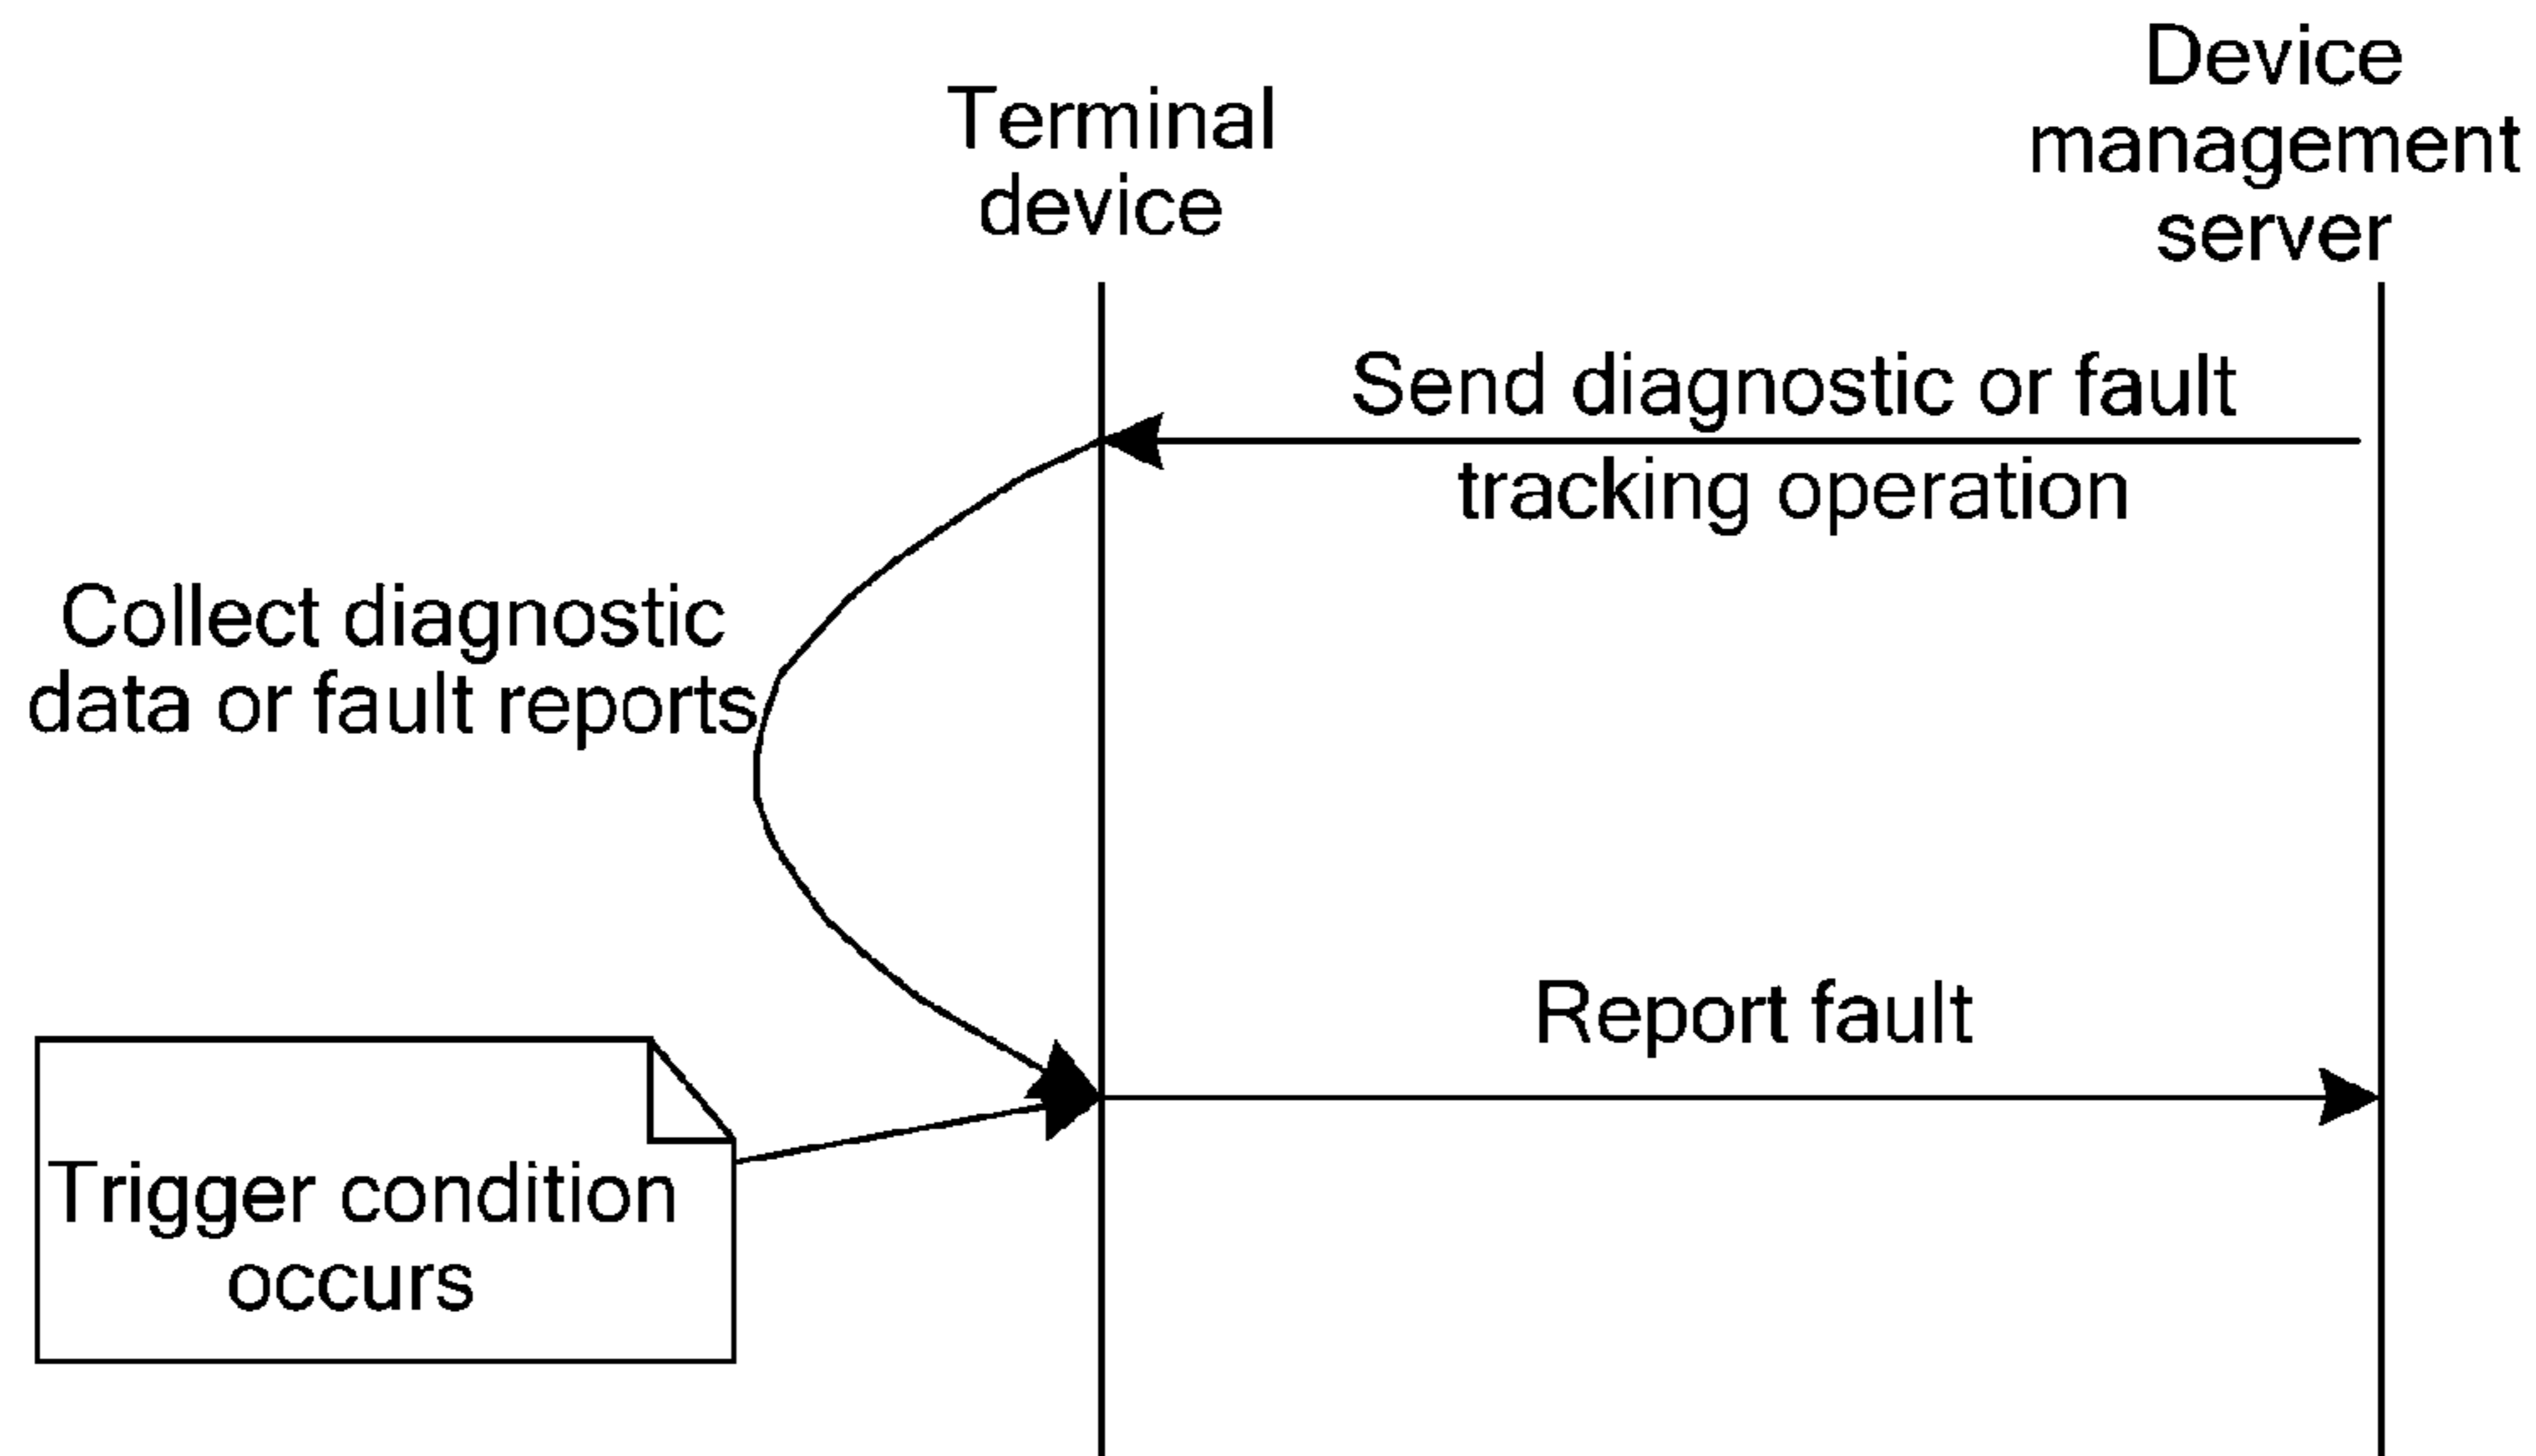 Terminal
device
Device
management
server
Send diagnostic or fault
tracking operation
Collect diagnostic
data or fault reports
Report fault
Trigger condition
occurs